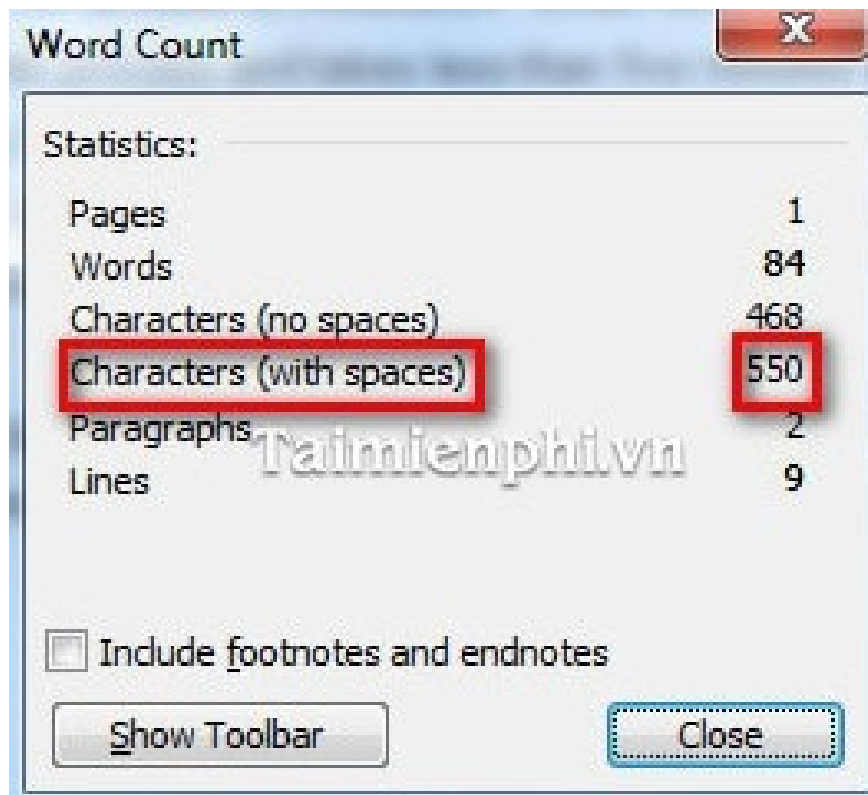 Word Count
Statistics:
Pages 1
Words 84
Characters (no spaces) 468
Characters (with spaces) 550
Paragraphs 2
Taimienphi.vn
Lines 9
Include footnotes and endnotes
Show Toolbar Close